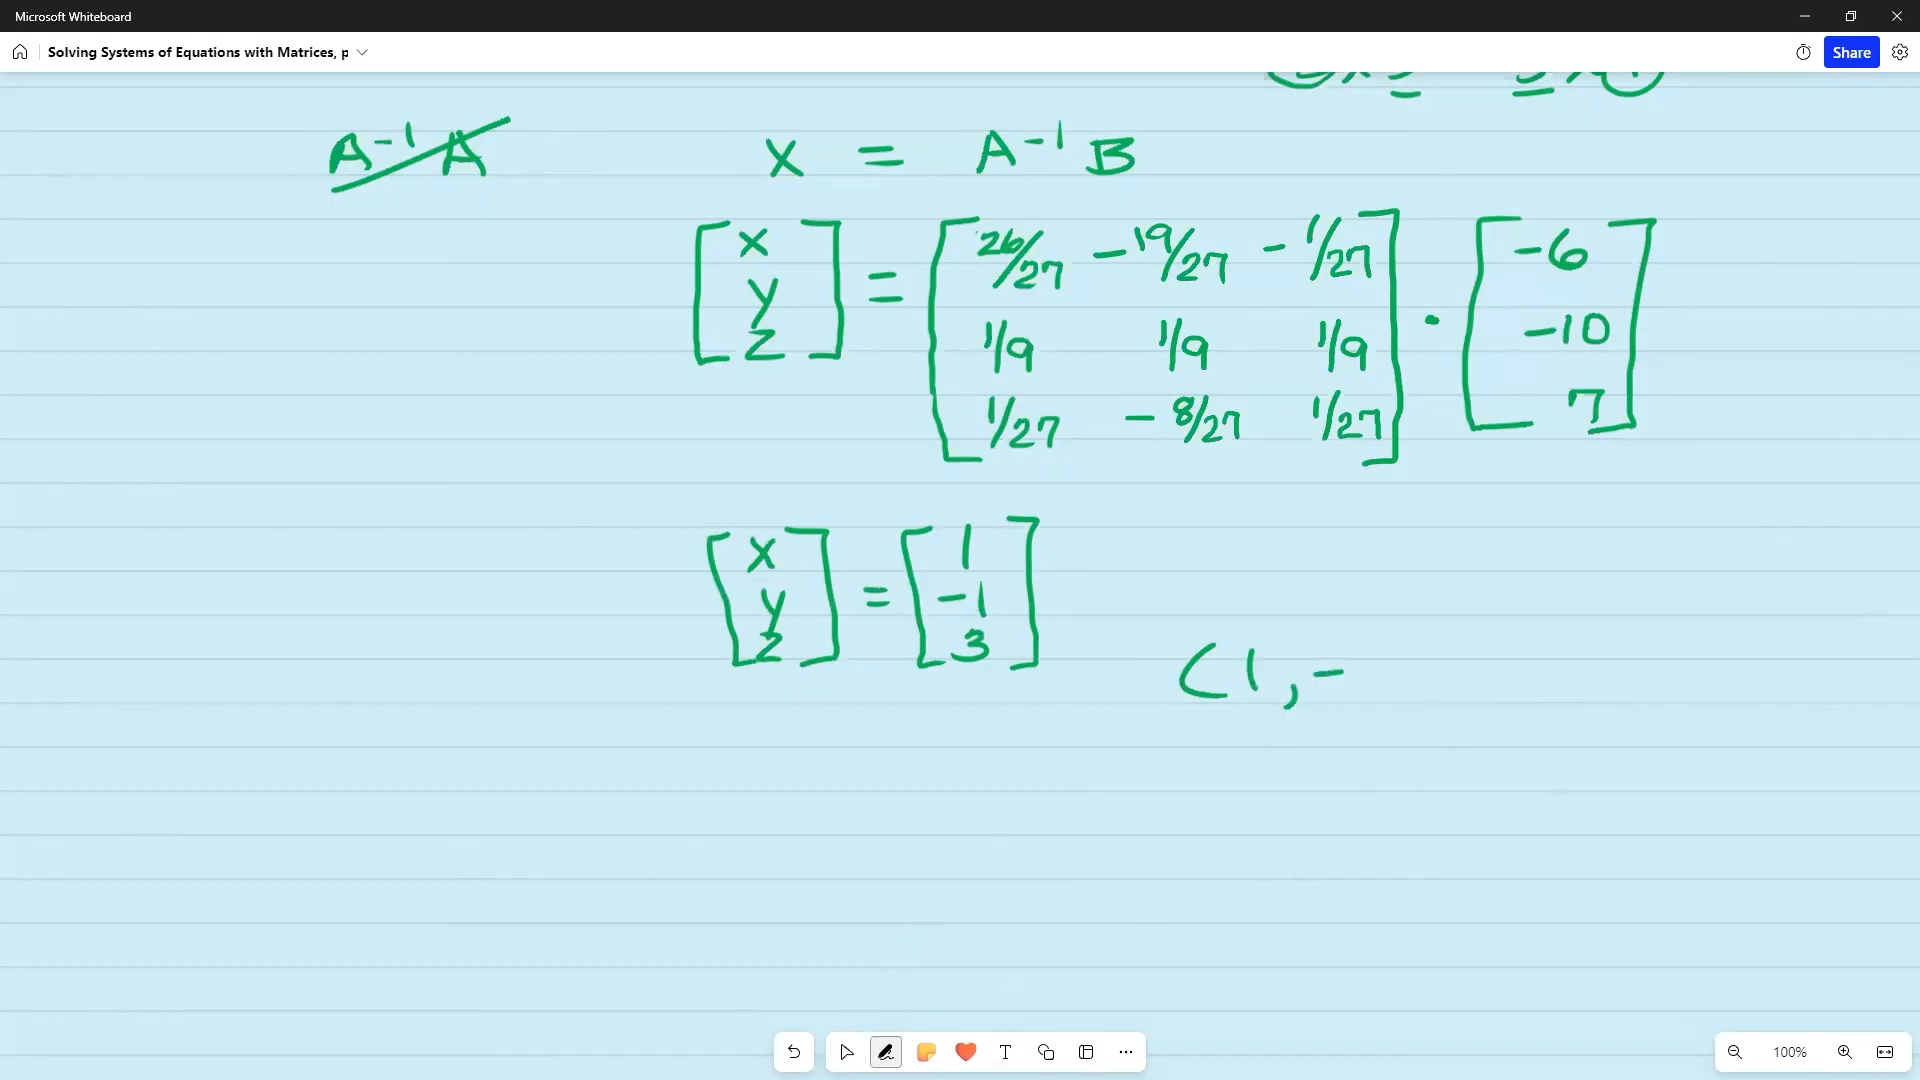 Microsoft Whiteboard
Solving Systems of Equations with Matrices, p
Share
A⁻¹A
X = A⁻¹B
[x y z] = [26/27 -19/27 -1/27 1/9 1/9 1/9 1/27 -8/27 1/27] · [-6 -10 7]
[x y z] = [1 -1 3]
(1, -
T
100%